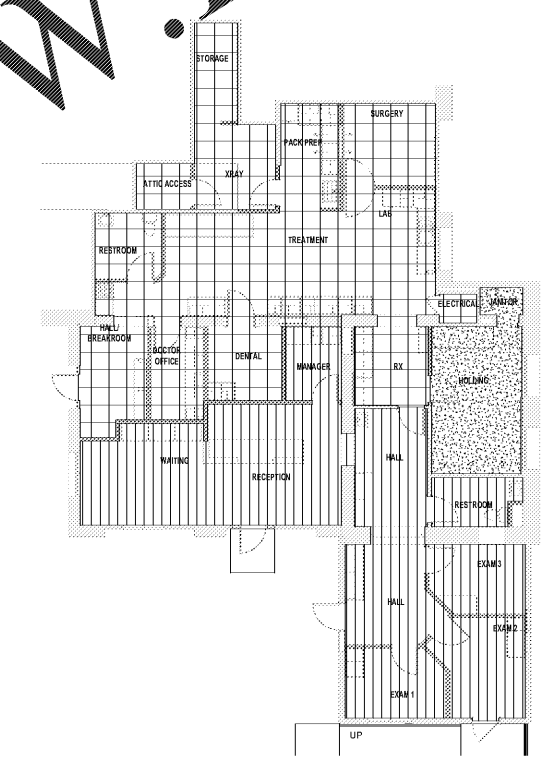 W.
STORAGE
SURGERY
PACK PREP
XRAY
ATTIC ACCESS
LAB
TREATMENT
RESTROOM
ELECTRICAL
JANITOR
HALL/
BREAKROOM
DOCTOR
OFFICE
DENTAL
MANAGER
RX
HOLDING
WAITING
HALL
RECEPTION
RESTROOM
EXAM 3
HALL
EXAM 2
EXAM 1
UP